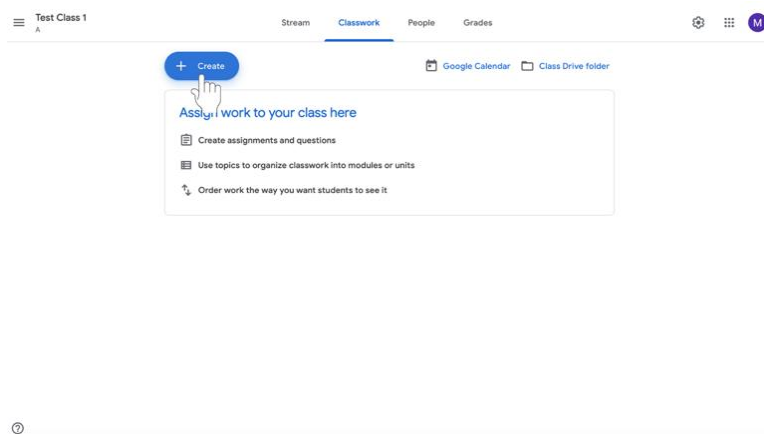 Test Class 1
A
Stream Classwork People Grades
M
+ Create
Google Calendar Class Drive folder
Assign work to your class here
Create assignments and questions
Use topics to organize classwork into modules or units
Order work the way you want students to see it
?